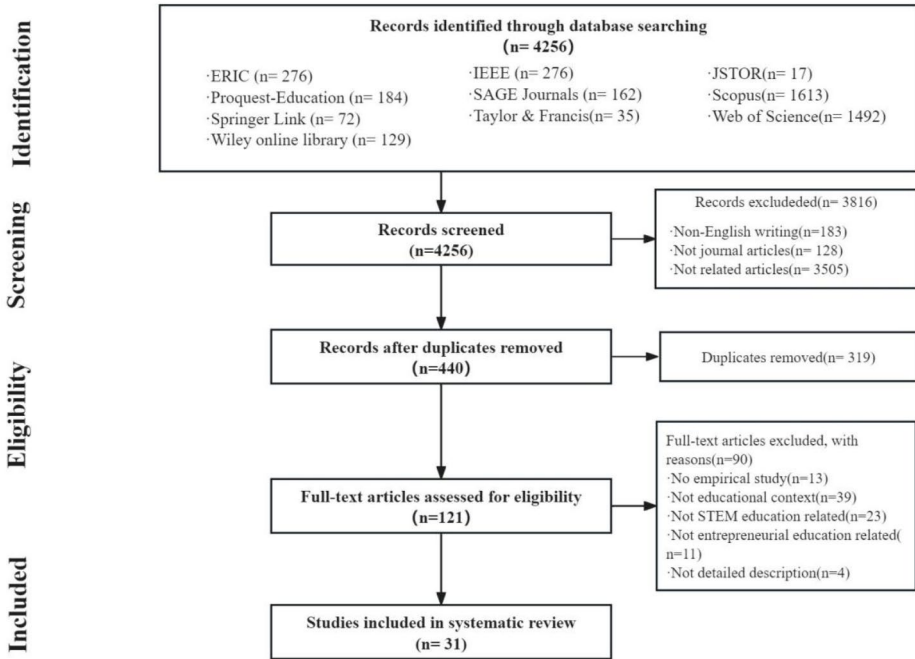 Identification
Records identified through database searching
(n= 4256)
·ERIC (n= 276)
·Proquest-Education (n= 184)
·Springer Link (n= 72)
·Wiley online library (n= 129)
·IEEE (n= 276)
·SAGE Journals (n= 162)
·Taylor & Francis(n= 35)
·JSTOR(n= 17)
·Scopus(n= 1613)
·Web of Science(n= 1492)
Screening
Records screened
(n=4256)
Records excludeded(n= 3816)
·Non-English writing(n=183)
·Not journal articles(n= 128)
·Not related articles(n= 3505)
Records after duplicates removed
(n=440)
Duplicates removed(n= 319)
Eligibility
Full-text articles assessed for eligibility
(n=121)
Full-text articles excluded, with
reasons(n=90)
·No empirical study(n=13)
·Not educational context(n=39)
·Not STEM education related(n=23)
·Not entrepreneurial education related(
n=11)
·Not detailed description(n=4)
Included
Studies included in systematic review
(n= 31)